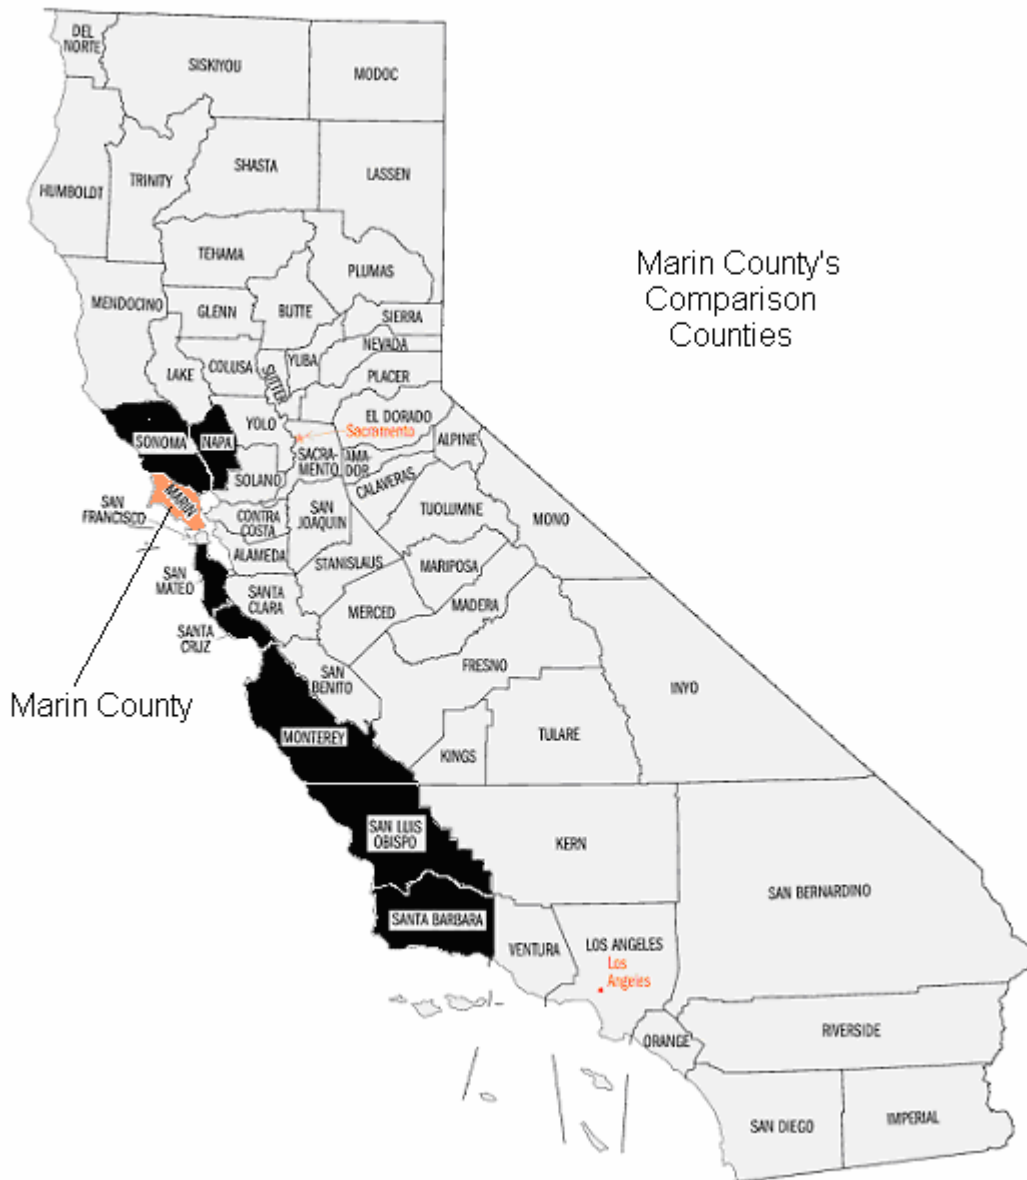 DEL
NORTE
SISKIYOU
MODOC
HUMBOLDT
TRINITY
SHASTA
LASSEN
TEHAMA
PLUMAS
Marin County's
Comparison
Counties
MENDOCINO
GLENN
BUTTE
SIERRA
NEVADA
YUBA
COLUSA
LAKE
SUTTER
PLACER
EL DORADO
Sacramento
YOLO
SONOMA
NAPA
ALPINE
SACRA-
MENTO
AMA-
DOR
SOLANO
CALAVERAS
MARIN
SAN
FRANCISCO
CONTRA
COSTA
SAN
JOAQUIN
TUOLUMNE
MONO
ALAMEDA
STANISLAUS
MARIPOSA
SAN
MATEO
SANTA
CLARA
MERCED
MADERA
SANTA
CRUZ
SAN
BENITO
FRESNO
INYO
Marin County
MONTEREY
KINGS
TULARE
SAN LUIS
OBISPO
KERN
SAN BERNARDINO
SANTA BARBARA
VENTURA
LOS ANGELES
Los
Angeles
ORANGE
RIVERSIDE
SAN DIEGO
IMPERIAL